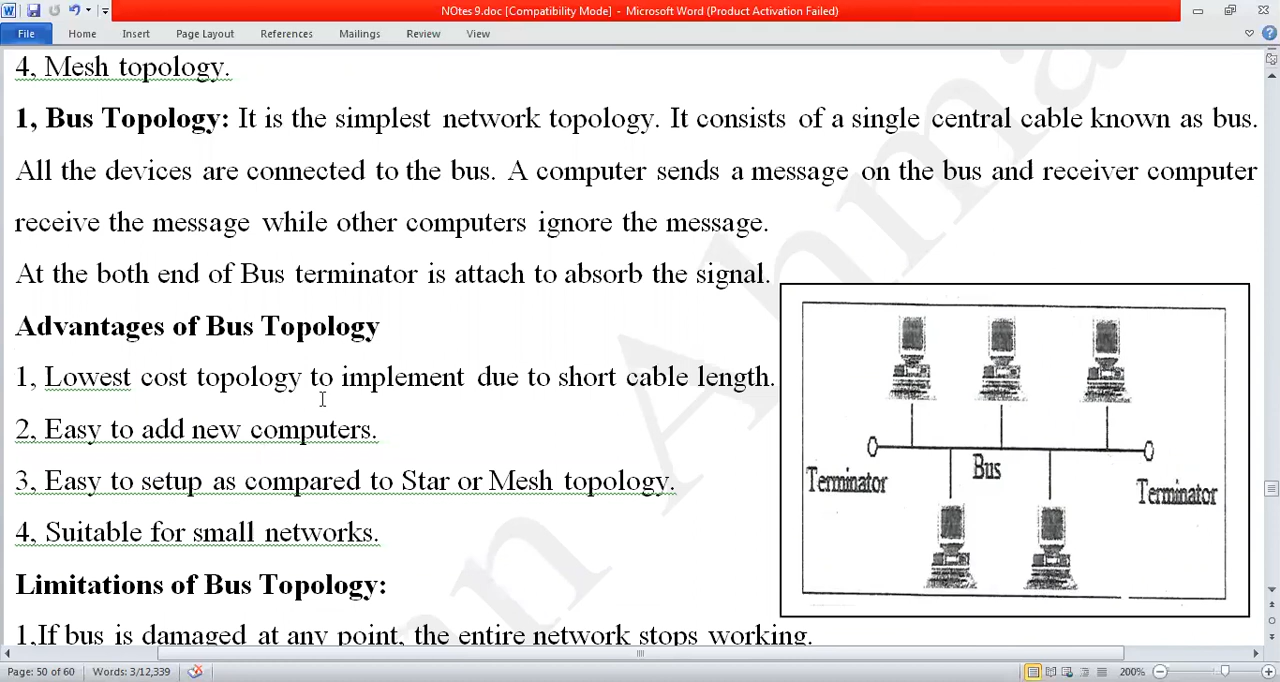 NOtes 9.doc [Compatibility Mode] - Microsoft Word (Product Activation Failed)
File Home Insert Page Layout References Mailings Review View
4, Mesh topology.
1, Bus Topology: It is the simplest network topology. It consists of a single central cable known as bus.
All the devices are connected to the bus. A computer sends a message on the bus and receiver computer
receive the message while other computers ignore the message.
At the both end of Bus terminator is attach to absorb the signal.
Advantages of Bus Topology
1, Lowest cost topology to implement due to short cable length.
2, Easy to add new computers.
3, Easy to setup as compared to Star or Mesh topology.
4, Suitable for small networks.
Limitations of Bus Topology:
1,If bus is damaged at any point, the entire network stops working.
Terminator Bus Terminator
Page: 50 of 60 Words: 3/12,339 200%